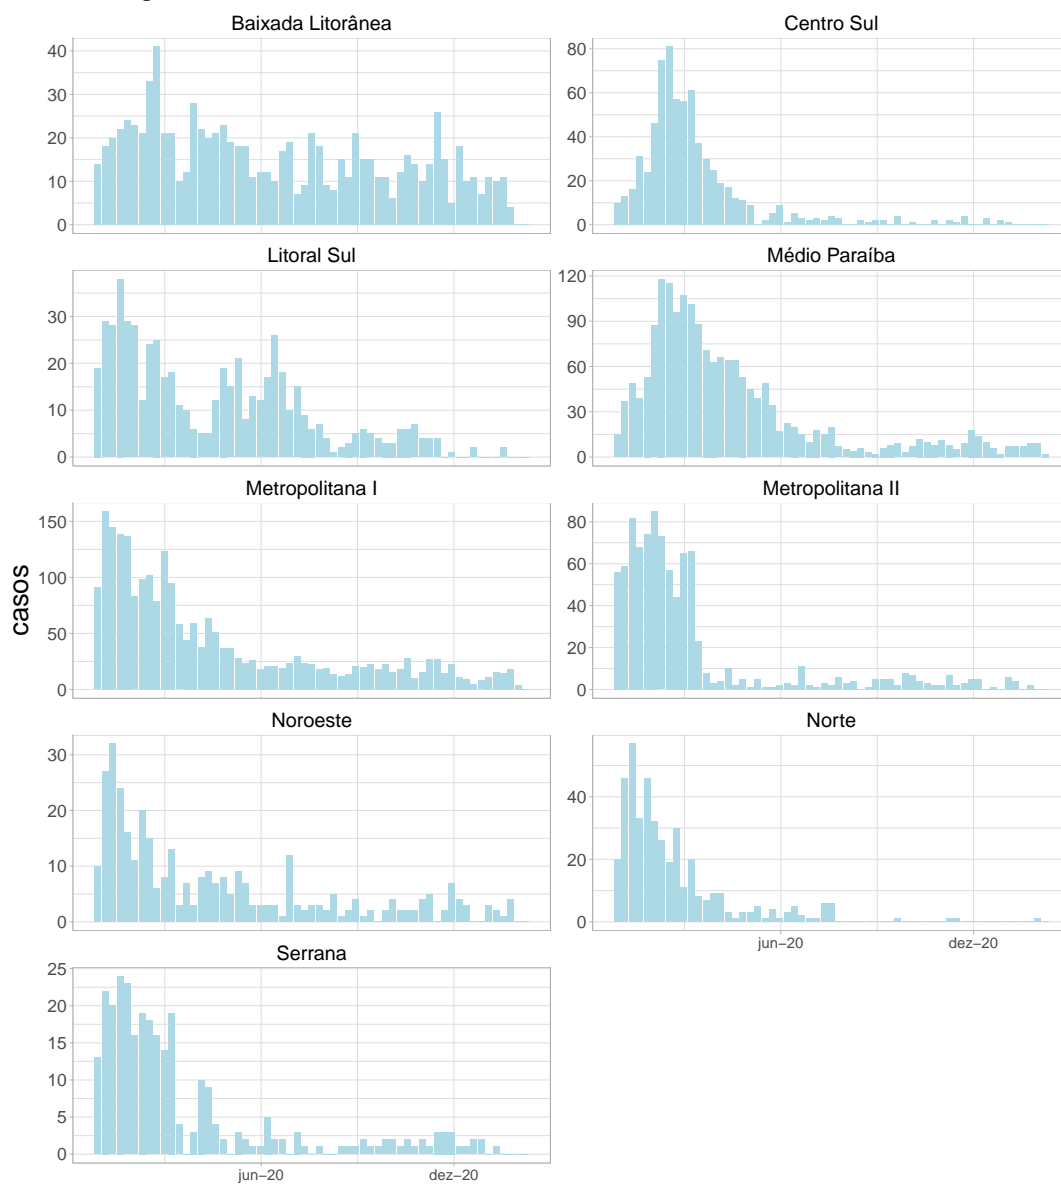 Baixada Litorânea
Centro Sul
40
30
20
10
0
80
60
40
20
0
Litoral Sul
Médio Paraíba
30
20
10
0
120
90
60
30
0
Metropolitana I
Metropolitana II
150
100
50
0
80
60
40
20
0
casos
Noroeste
Norte
30
20
10
0
40
20
0
jun−20
dez−20
Serrana
25
20
15
10
5
0
jun−20
dez−20